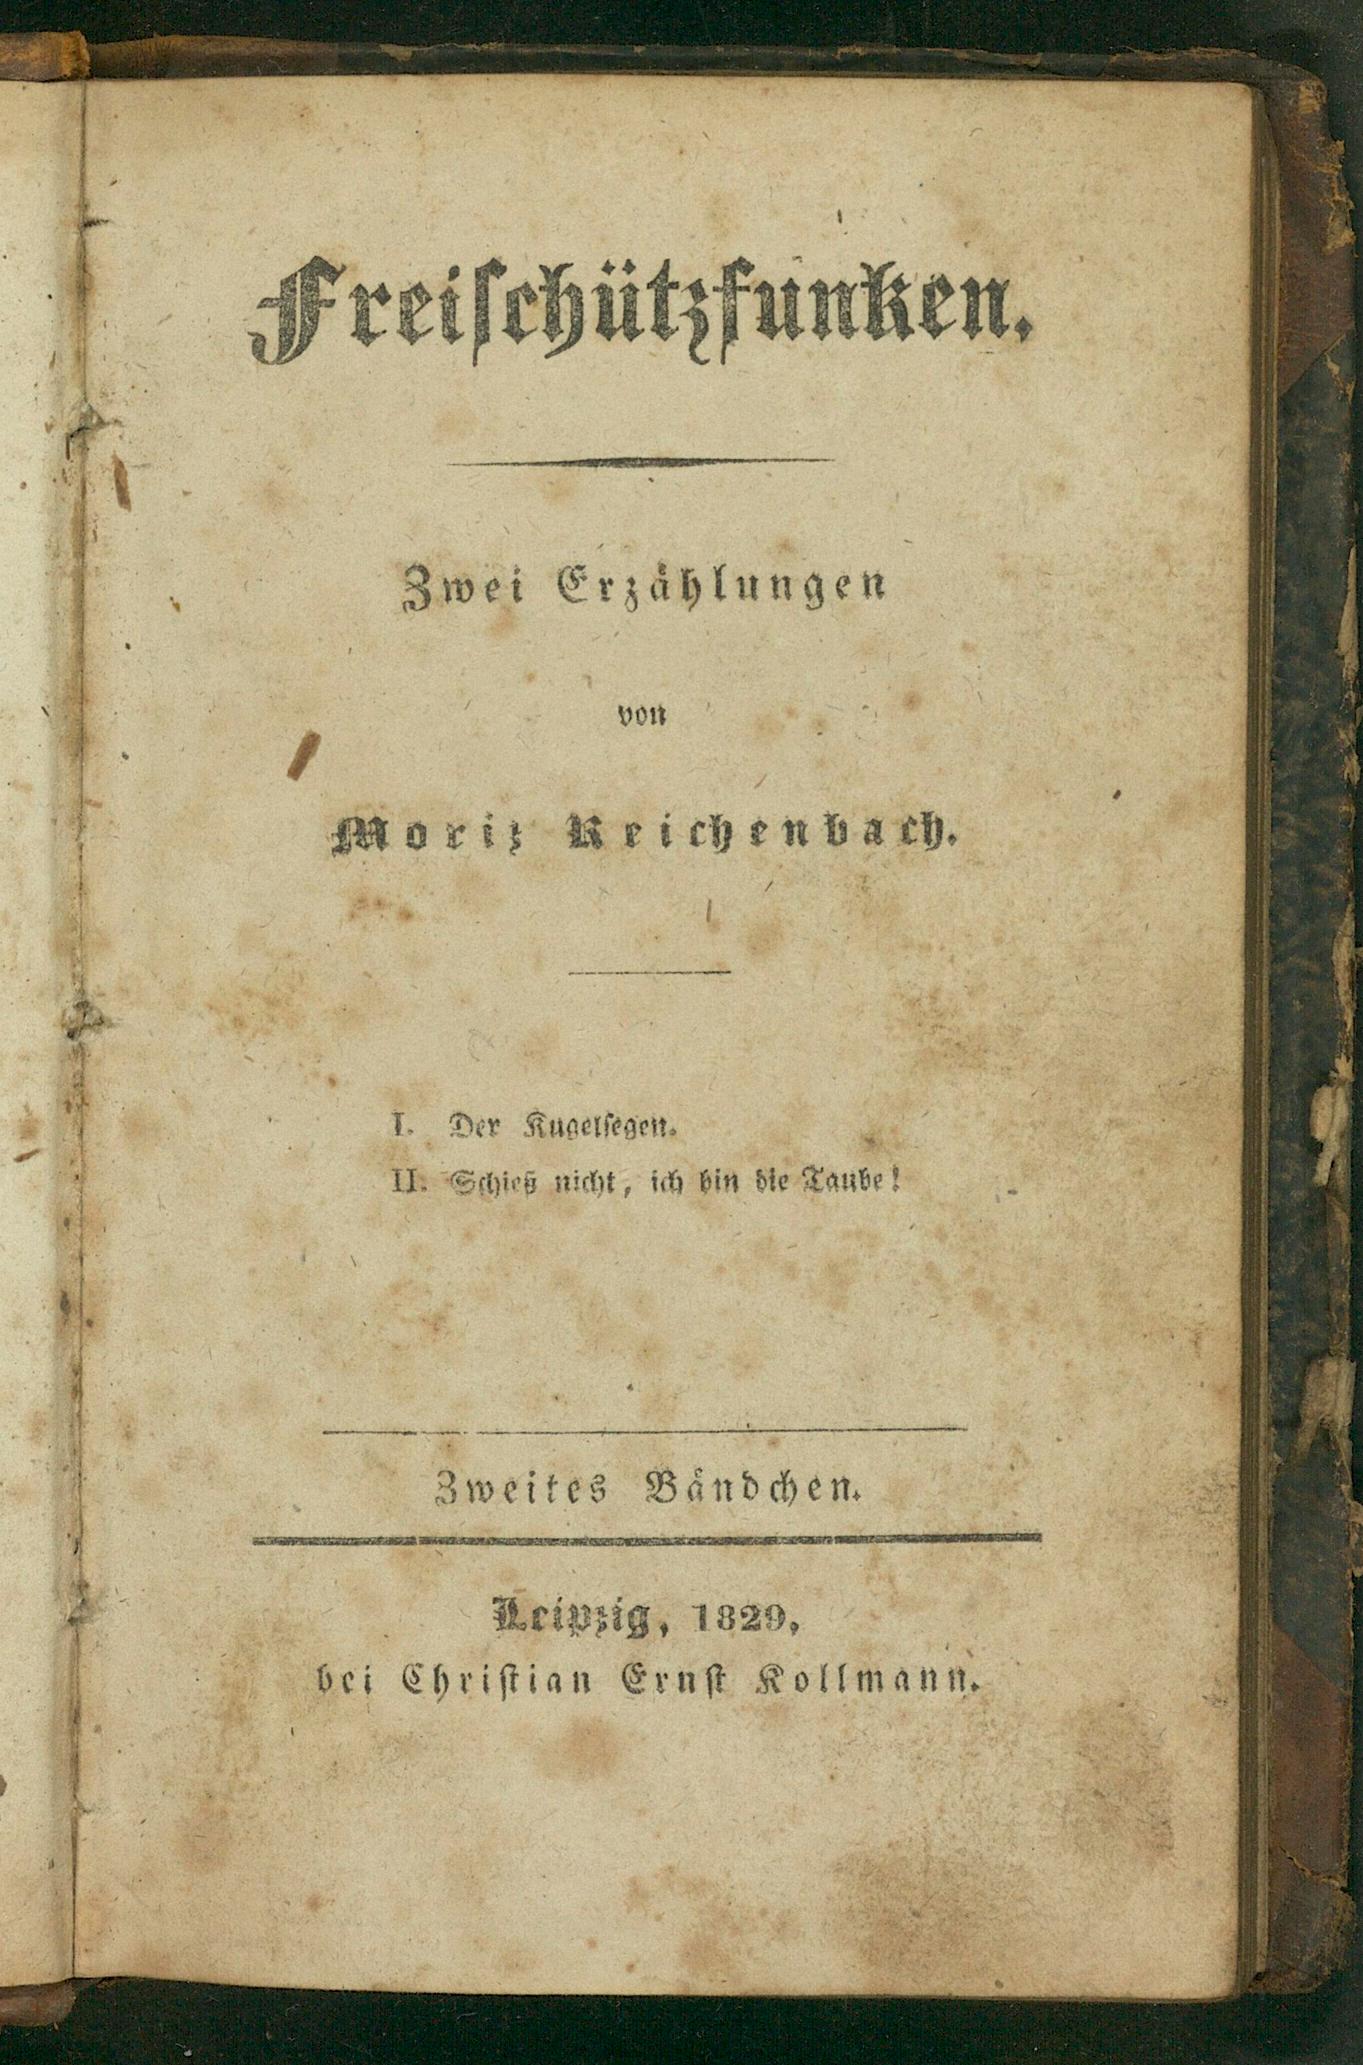 Freiſchützfunken.
Zwei Erzählungen
von
Moriz Reichenbach.
I. Der Kugelſegen.
II. Schieß nicht, ich bin die Taube!
Zweites Bändchen.
Leipzig, 1829,
bei Chriſtian Ernſt Kollmann.